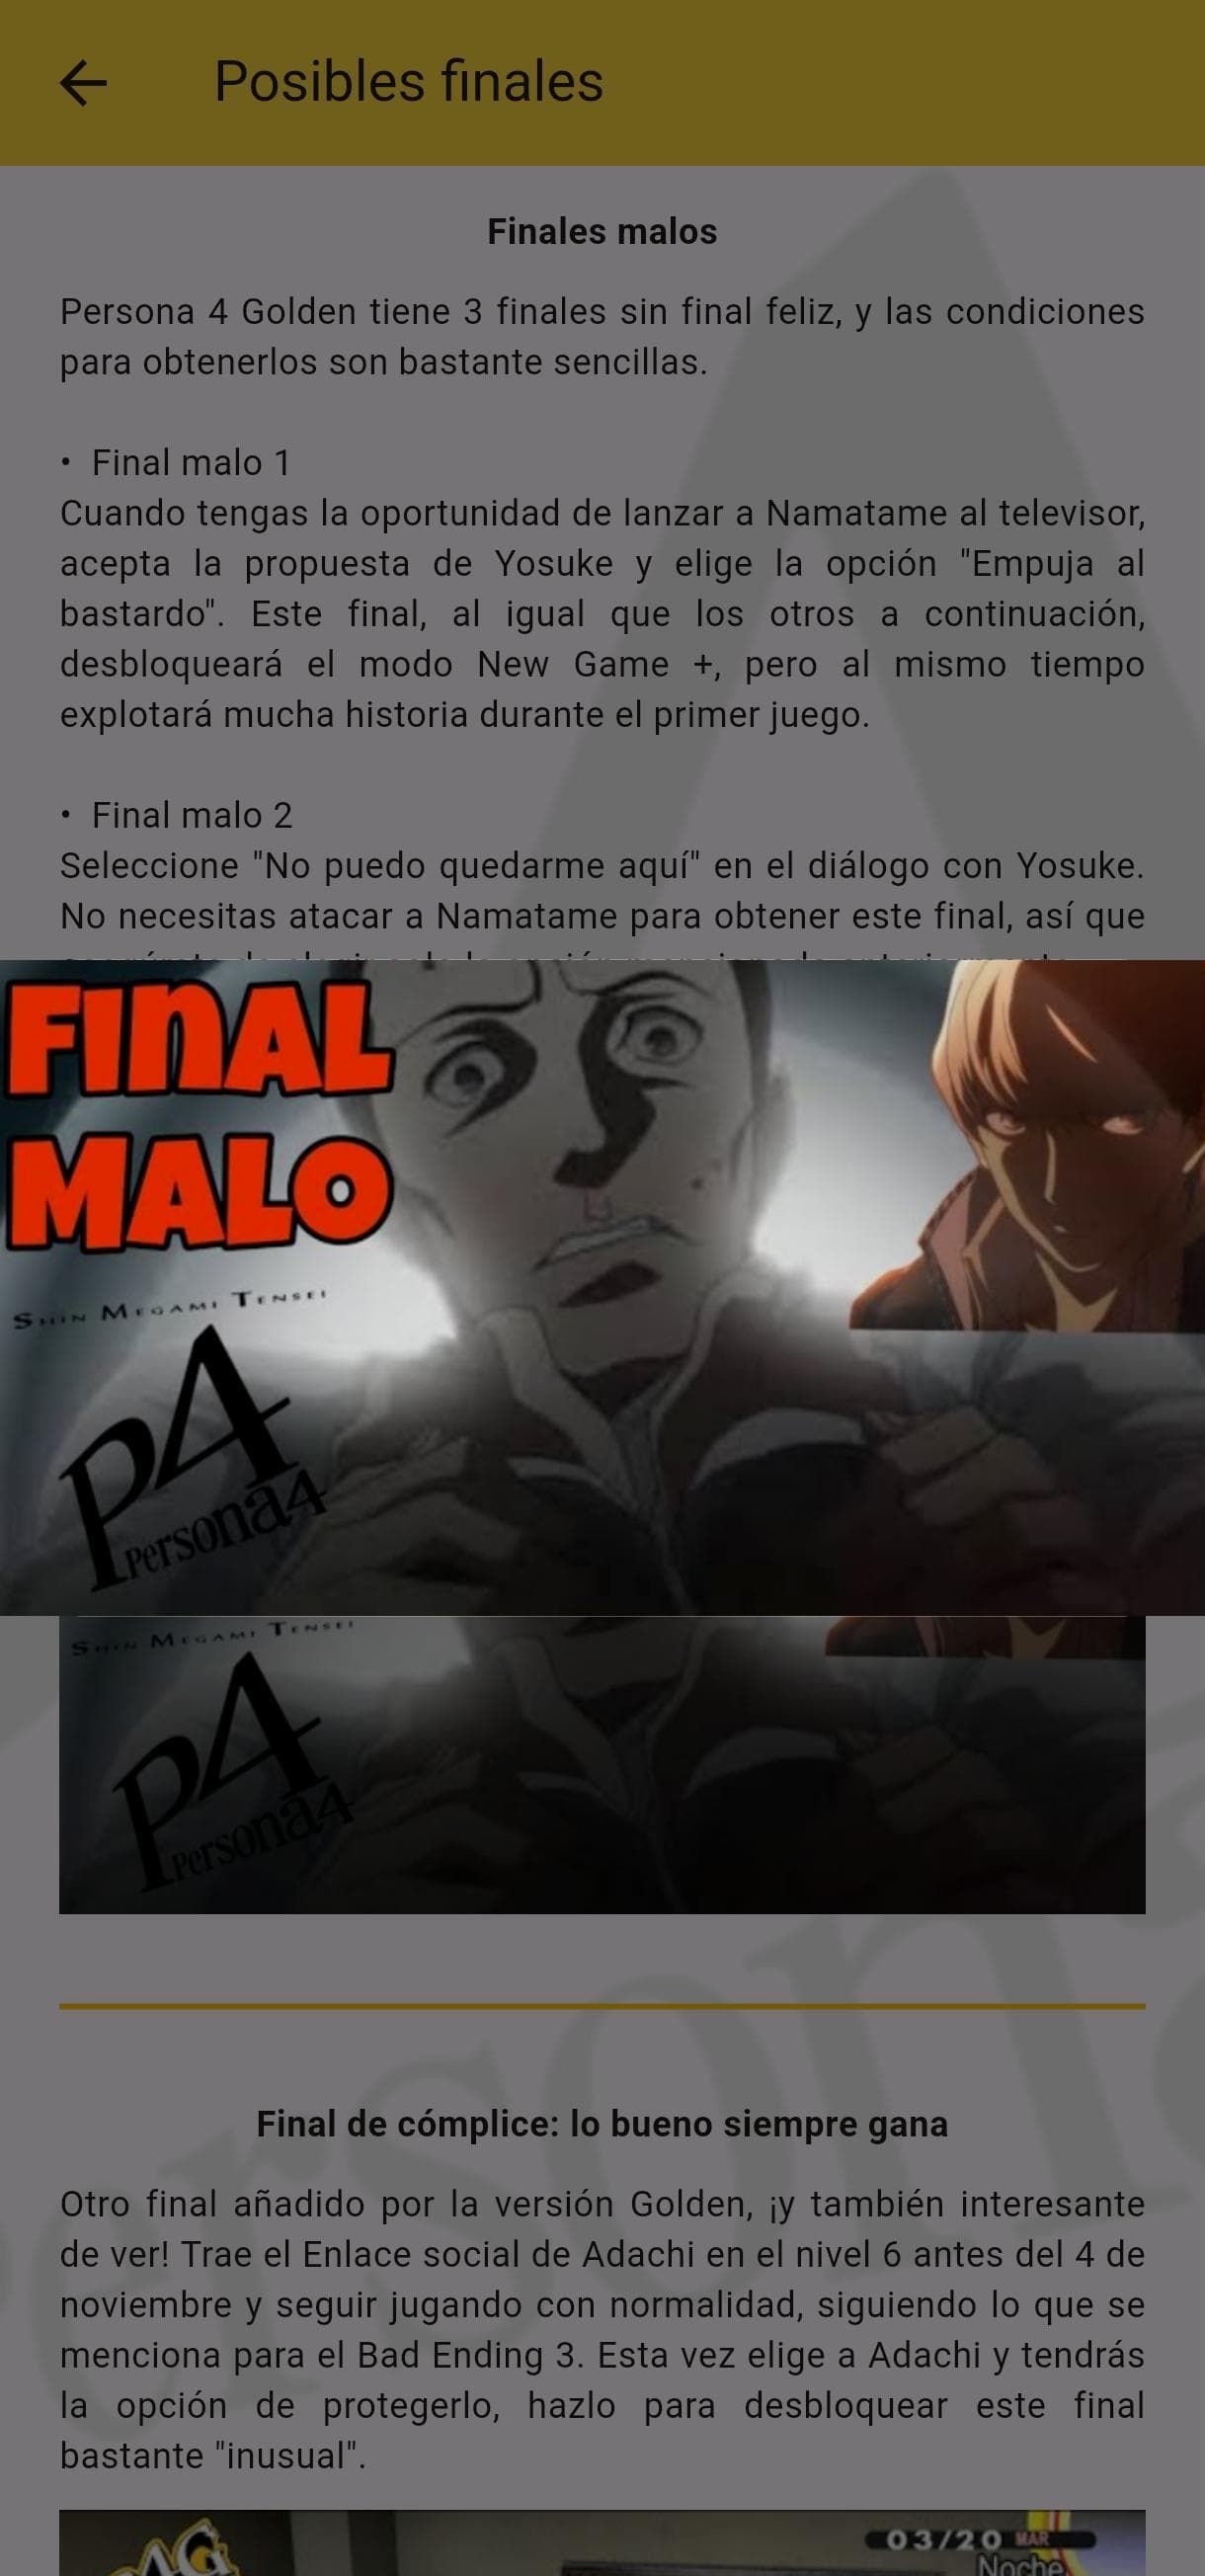 Posibles finales
Finales malos
Persona 4 Golden tiene 3 finales sin final feliz, y las condiciones
para obtenerlos son bastante sencillas.
• Final malo 1
Cuando tengas la oportunidad de lanzar a Namatame al televisor,
acepta la propuesta de Yosuke y elige la opción "Empuja al
bastardo". Este final, al igual que los otros a continuación,
desbloqueará el modo New Game +, pero al mismo tiempo
explotará mucha historia durante el primer juego.
• Final malo 2
Seleccione "No puedo quedarme aquí" en el diálogo con Yosuke.
No necesitas atacar a Namatame para obtener este final, así que
FINAL
MALO
SHIN MEGAMI TENSEI
P4
Persona4
SHIN MEGAMI TENSEI
P4
Persona4
Final de cómplice: lo bueno siempre gana
Otro final añadido por la versión Golden, ¡y también interesante
de ver! Trae el Enlace social de Adachi en el nivel 6 antes del 4 de
noviembre y seguir jugando con normalidad, siguiendo lo que se
menciona para el Bad Ending 3. Esta vez elige a Adachi y tendrás
la opción de protegerlo, hazlo para desbloquear este final
bastante "inusual".
03/20 MAR
Noche